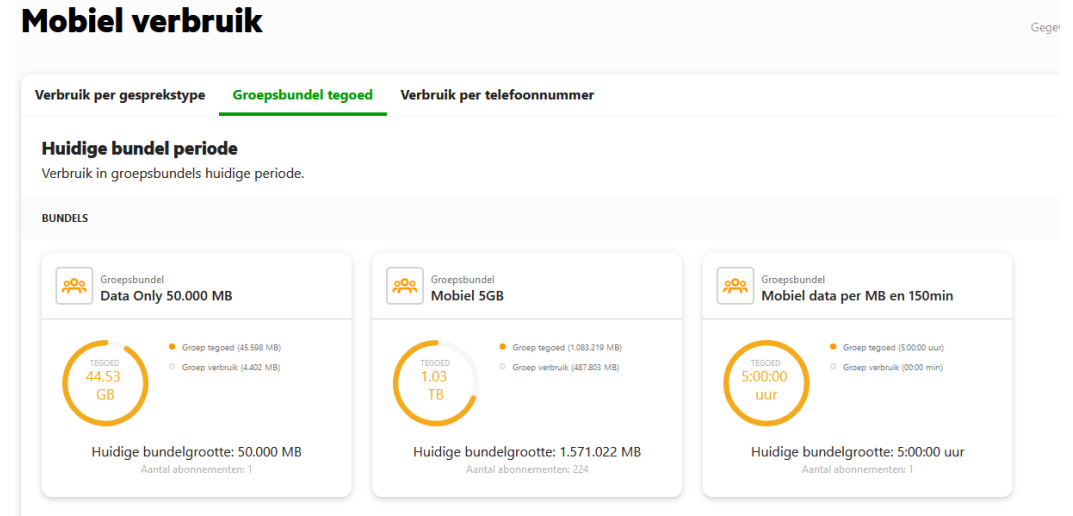 Mobiel verbruik
Verbruik per gesprekstype
Groepsbundel tegoed
Verbruik per telefoonnummer
Huidige bundel periode
Verbruik in groepsbundels huidige periode.
BUNDELS
Groepsbundel
Data Only 50.000 MB
TEGOED
44.53
GB
Groep tegoed (45.598 MB)
Groep verbruik (4.402 MB)
Huidige bundelgrootte: 50.000 MB
Aantal abonnementen: 1
Groepsbundel
Mobiel 5GB
TEGOED
1.03
TB
Groep tegoed (1.083.219 MB)
Groep verbruik (487.803 MB)
Huidige bundelgrootte: 1.571.022 MB
Aantal abonnementen: 224
Groepsbundel
Mobiel data per MB en 150min
TEGOED
5:00:00
uur
Groep tegoed (5:00:00 uur)
Groep verbruik (00:00 min)
Huidige bundelgrootte: 5:00:00 uur
Aantal abonnementen: 1